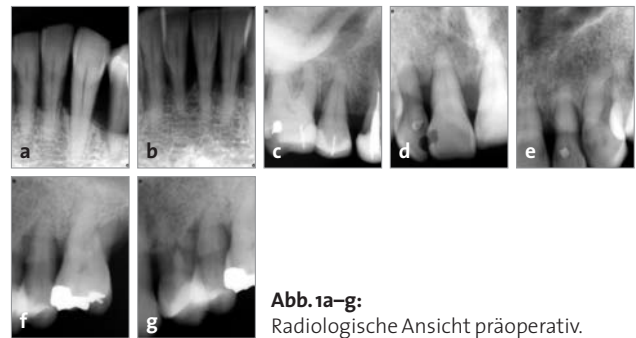 a b c d e
f g
Abb. 1a–g:
Radiologische Ansicht präoperativ.